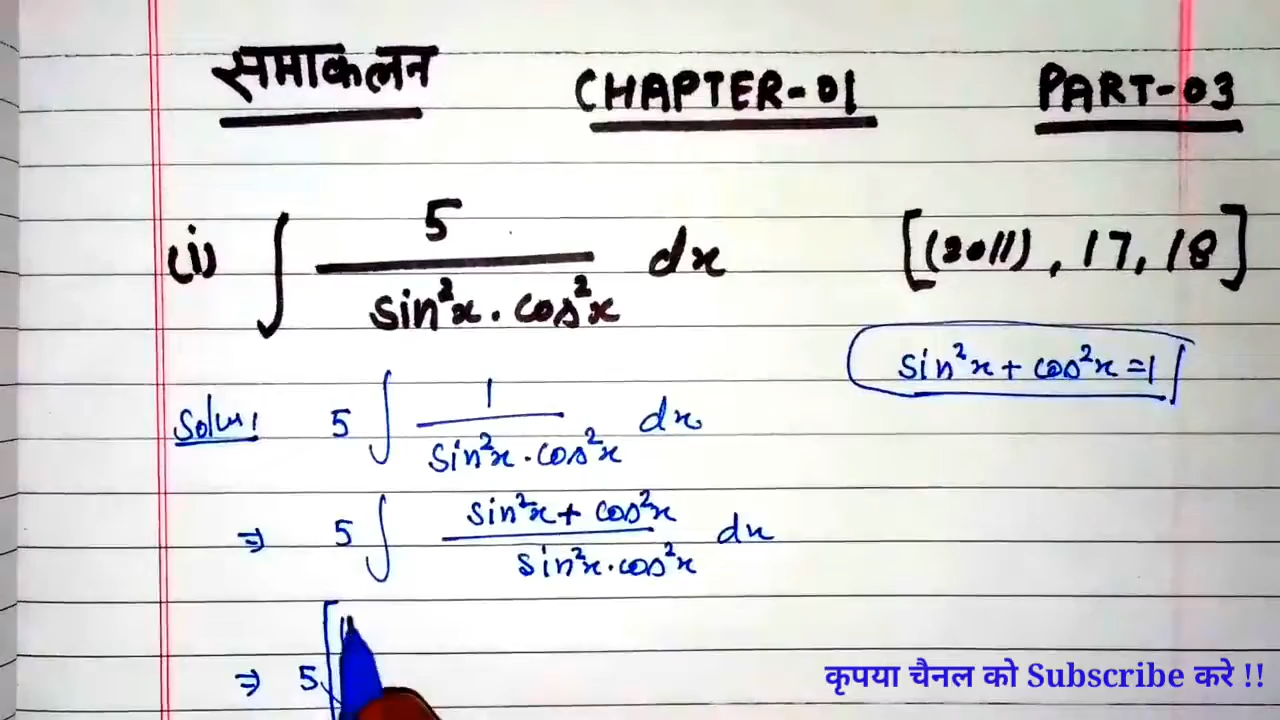 समाकलन CHAPTER-01 PART-03
(i) ∫ 5 / sin²x · cos²x dx [(2011), 17, 18]
sin²x + cos²x = 1
5 ∫ 1 / sin²x · cos²x dx
⇒ 5 ∫ sin²x + cos²x / sin²x · cos²x dx
⇒ 5 [
कृपया चैनल को Subscribe करे !!